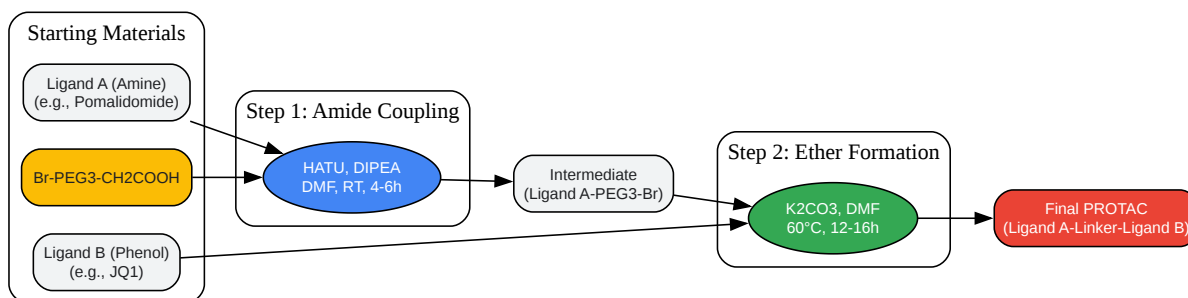 Starting Materials
Ligand A (Amine)
(e.g., Pomalidomide)
Br-PEG3-CH2COOH
Ligand B (Phenol)
(e.g., JQ1)
Step 1: Amide Coupling
HATU, DIPEA
DMF, RT, 4-6h
Intermediate
(Ligand A-PEG3-Br)
Step 2: Ether Formation
K2CO3, DMF
60°C, 12-16h
Final PROTAC
(Ligand A-Linker-Ligand B)